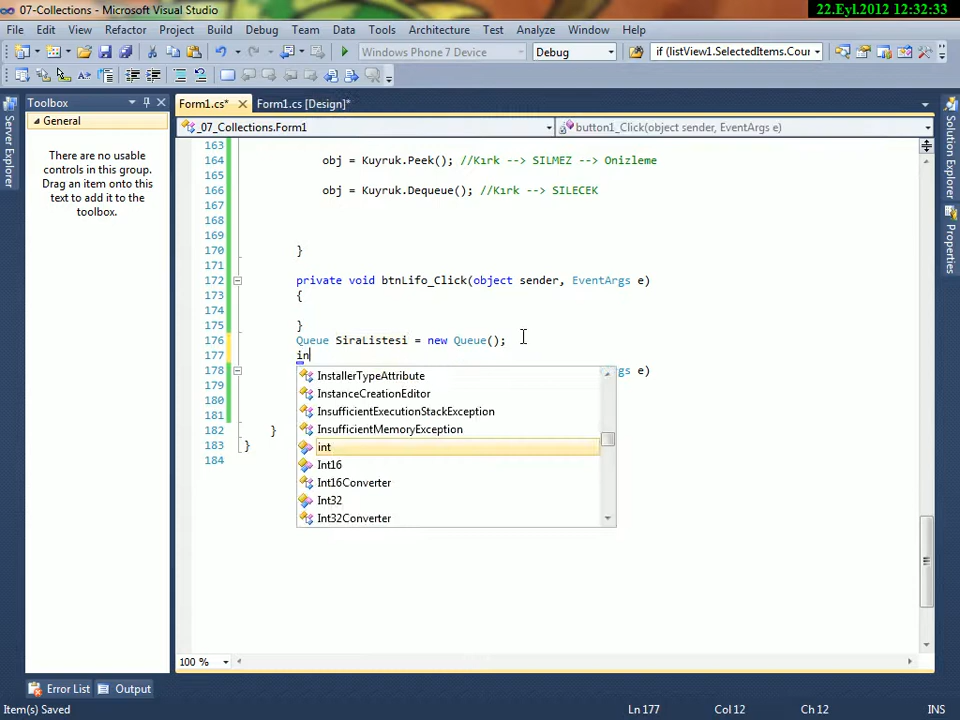 07-Collections - Microsoft Visual Studio
22.Eyl.2012 12:32:33
File Edit View Refactor Project Build Debug Team Data Tools Architecture Test Analyze Window Help
Windows Phone 7 Device Debug if (listView1.SelectedItems.Cour
Toolbox
Form1.cs* Form1.cs [Design]*
General
_07_Collections.Form1 button1_Click(object sender, EventArgs e)
There are no usable
controls in this group.
Drag an item onto this
text to add it to the
toolbox.
Server Explorer
Solution Explorer
Properties
163
164 obj = Kuyruk.Peek(); //Kırk --> SILMEZ --> Onizleme
165
166 obj = Kuyruk.Dequeue(); //Kırk --> SILECEK
167
168
169
170 }
171
172 private void btnLifo_Click(object sender, EventArgs e)
173 {
174
175 }
176 Queue SiraListesi = new Queue();
177 in
178 gs e)
179
180
181
182 }
183 }
184
InstallerTypeAttribute
InstanceCreationEditor
InsufficientExecutionStackException
InsufficientMemoryException
int
Int16
Int16Converter
Int32
Int32Converter
100 %
Error List Output
Item(s) Saved Ln 177 Col 12 Ch 12 INS